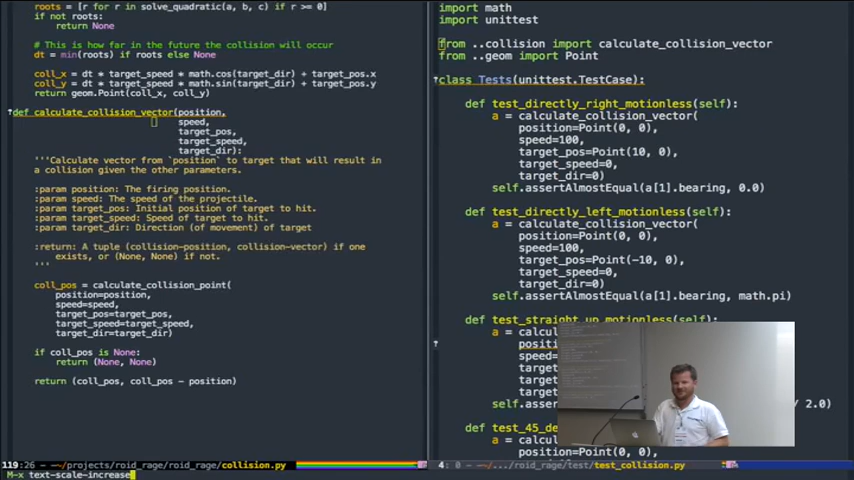 roots = [r for r in solve_quadratic(a, b, c) if r >= 0]
if not roots:
return None
# This is how far in the future the collision will occur
dt = min(roots) if roots else None
coll_x = dt * target_speed * math.cos(target_dir) + target_pos.x
coll_y = dt * target_speed * math.sin(target_dir) + target_pos.y
return geom.Point(coll_x, coll_y)
def calculate_collision_vector(position,
speed,
target_pos,
target_speed,
target_dir):
'''Calculate vector from `position` to target that will result in
a collision given the other parameters.
:param position: The firing position.
:param speed: The speed of the projectile.
:param target_pos: Initial position of target to hit.
:param target_speed: Speed of target to hit.
:param target_dir: Direction (of movement) of target
:return: A tuple (collision-position, collision-vector) if one
exists, or (None, None) if not.
'''
coll_pos = calculate_collision_point(
position=position,
speed=speed,
target_pos=target_pos,
target_speed=target_speed,
target_dir=target_dir)
if coll_pos is None:
return (None, None)
return (coll_pos, coll_pos - position)
119:26 ~/projects/roid_rage/roid_rage/collision.py
M-x text-scale-increase
import math
import unittest
from ..collision import calculate_collision_vector
from ..geom import Point
class Tests(unittest.TestCase):
def test_directly_right_motionless(self):
a = calculate_collision_vector(
position=Point(0, 0),
speed=100,
target_pos=Point(10, 0),
target_speed=0,
target_dir=0)
self.assertAlmostEqual(a[1].bearing, 0.0)
def test_directly_left_motionless(self):
a = calculate_collision_vector(
position=Point(0, 0),
speed=100,
target_pos=Point(-10, 0),
target_speed=0,
target_dir=0)
self.assertAlmostEqual(a[1].bearing, math.pi)
def test_straight_up_motionless(self):
a = calcu
positi
speed=
target
target
target
self.asser / 2.0)
def test_45_de
a = calcul
position=Point(0, 0),
4: 0 ~/.../roid_rage/test/test_collision.py